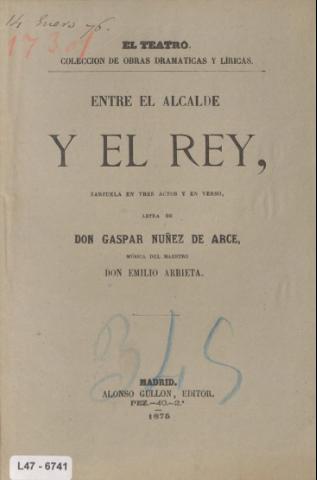 14 Enero 76.
17301
EL TEATRO.
COLECCION DE OBRAS DRAMATICAS Y LÍRICAS.
ENTRE EL ALCALDE
Y EL REY,
ZARZUELA EN TRES ACTOS Y EN VERSO,
LETRA DE
DON GASPAR NUÑEZ DE ARCE,
MÚSICA DEL MAESTRO
DON EMILIO ARRIETA.
345
MADRID.
ALONSO GULLON, EDITOR.
PEZ.—40.—2.º
1875
L47 - 6741